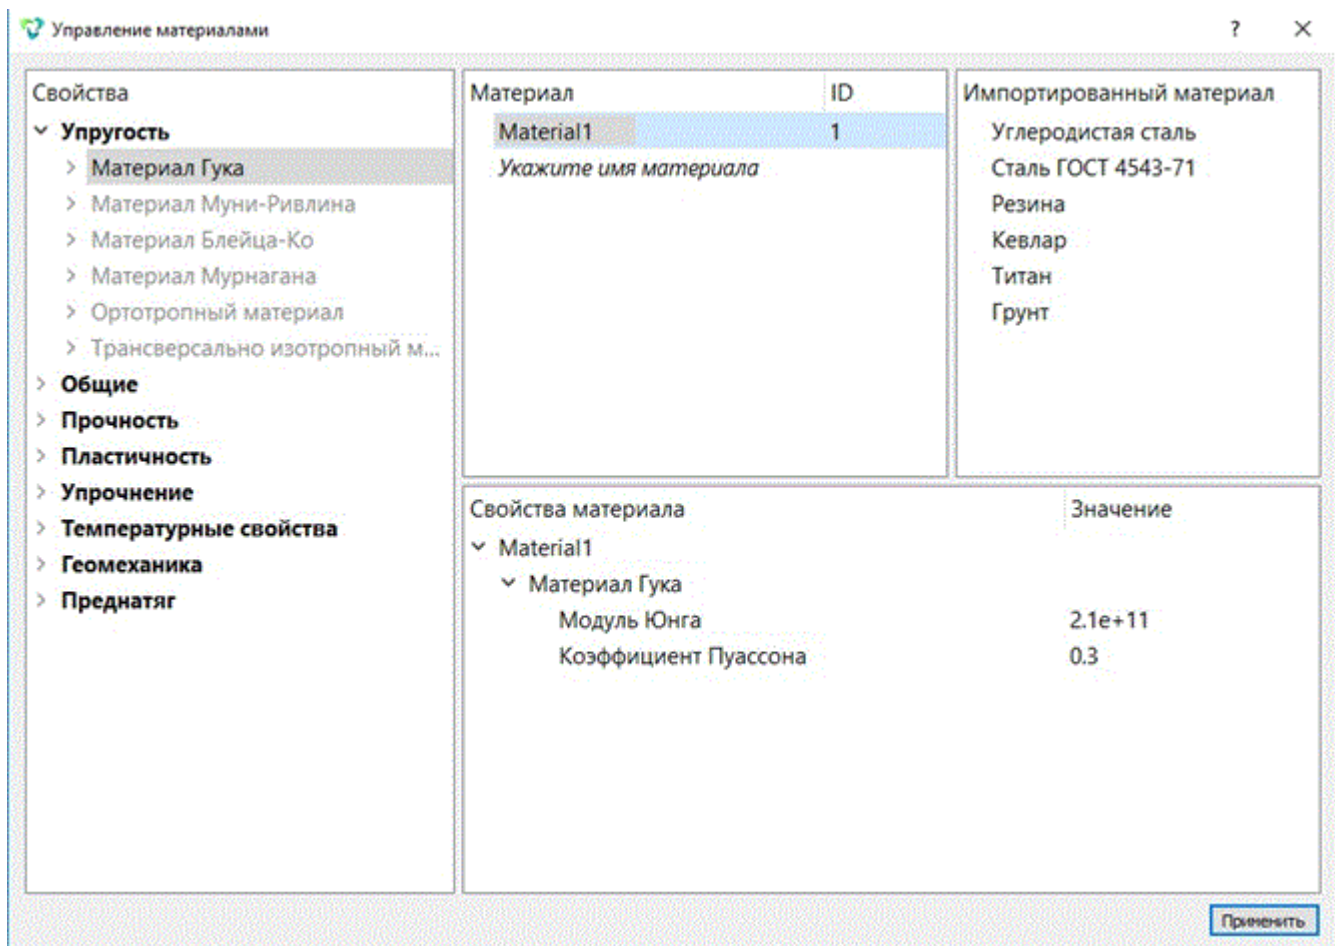 Управление материалами
?
Свойства
Упругость
Материал Гука
Материал Муни-Ривлина
Материал Блейца-Ко
Материал Мурнагана
Ортотропный материал
Трансверсально изотропный м...
Общие
Прочность
Пластичность
Упрочнение
Температурные свойства
Геомеханика
Преднатяг
Материал ID
Material1 1
Укажите имя материала
Импортированный материал
Углеродистая сталь
Сталь ГОСТ 4543-71
Резина
Кевлар
Титан
Грунт
Свойства материала Значение
Material1
Материал Гука
Модуль Юнга 2.1e+11
Коэффициент Пуассона 0.3
Применить